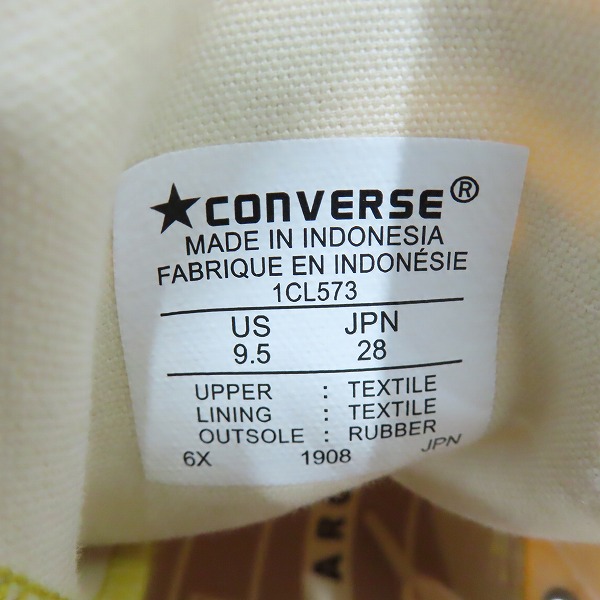 ★CONVERSE®
MADE IN INDONESIA
FABRIQUE EN INDONÉSIE
1CL573
US JPN
9.5 28
UPPER : TEXTILE
LINING : TEXTILE
OUTSOLE : RUBBER
6X 1908 JPN